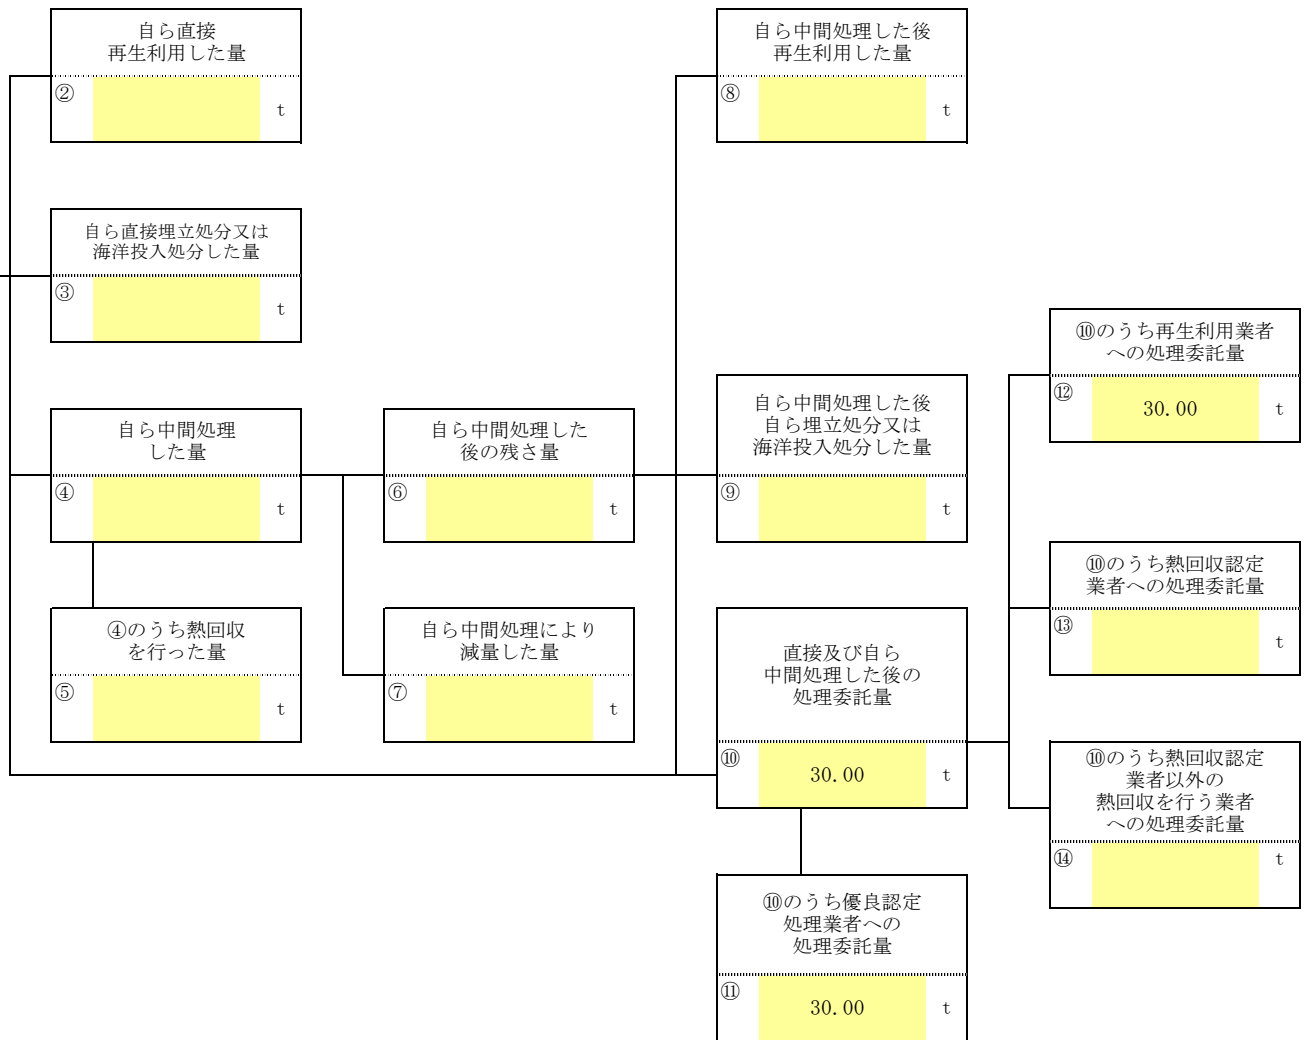 自ら直接
再生利用した量
②
t
自ら中間処理した後
再生利用した量
⑧
t
自ら直接埋立処分又は
海洋投入処分した量
③
t
⑩のうち再生利用業者
への処理委託量
⑫
30.00
t
自ら中間処理
した量
④
t
自ら中間処理した
後の残さ量
⑥
t
自ら中間処理した後
自ら埋立処分又は
海洋投入処分した量
⑨
t
⑩のうち熱回収認定
業者への処理委託量
⑬
t
④のうち熱回収
を行った量
⑤
t
自ら中間処理により
減量した量
⑦
t
直接及び自ら
中間処理した後の
処理委託量
⑩
30.00
t
⑩のうち熱回収認定
業者以外の
熱回収を行う業者
への処理委託量
⑭
t
⑩のうち優良認定
処理業者への
処理委託量
⑪
30.00
t